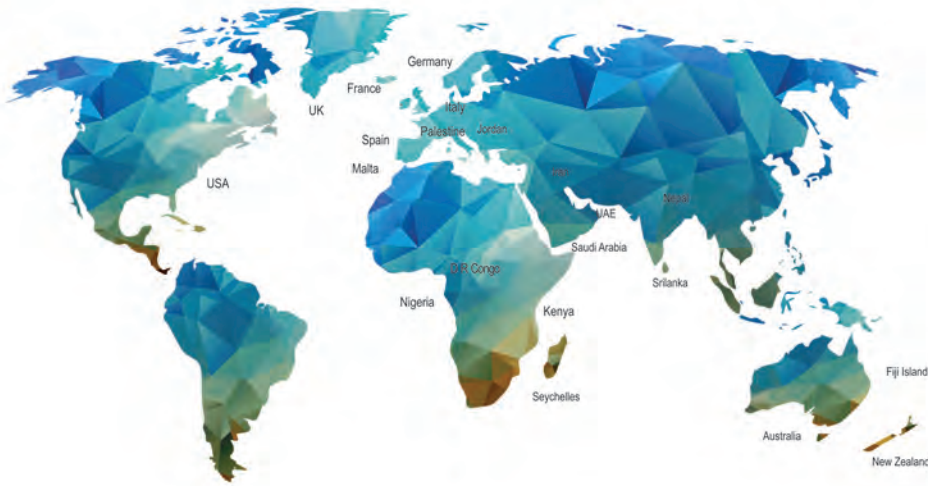 Germany
France
UK
Italy
Spain
Palestine
Jordan
Malta
USA
Nepal
UAE
Saudi Arabia
D R Congo
Srilanka
Nigeria
Kenya
Fiji Island
Seychelles
Australia
New Zealand